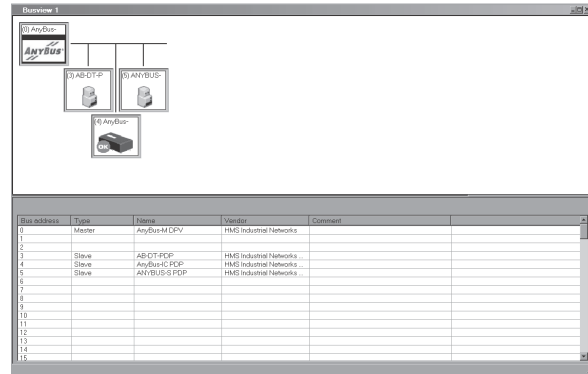 Busview 1
(0) AnyBus-
ANYBUS
(3) AB-DT-P
(5) ANYBUS-
(4) AnyBus-
OK
Bus address Type Name Vendor Comment
0 Master AnyBus-M DPV HMS Industrial Networks
1
2
3 Slave AB-DT-PDP HMS Industrial Networks ...
4 Slave AnyBus-IC PDP HMS Industrial Networks ...
5 Slave ANYBUS-S PDP HMS Industrial Networks ...
6
7
8
9
10
11
12
13
14
15